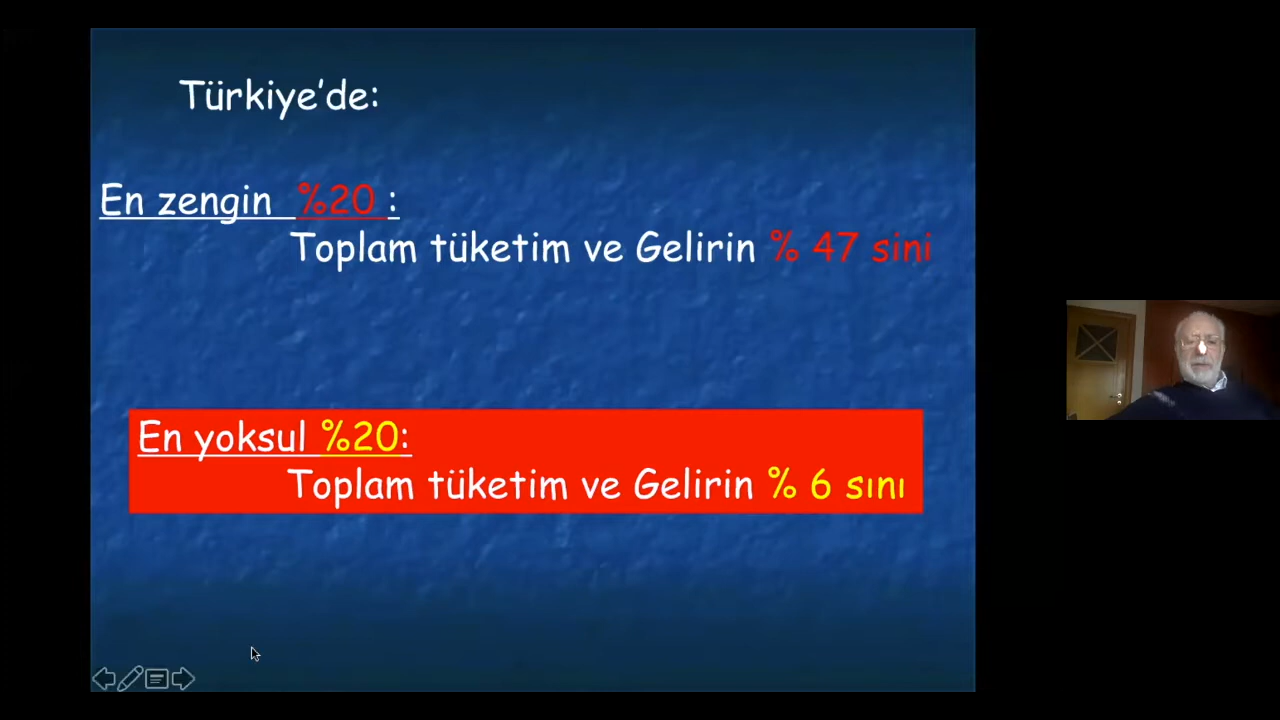 Türkiye’de:
En zengin %20 :
Toplam tüketim ve Gelirin % 47 sini
En yoksul %20:
Toplam tüketim ve Gelirin % 6 sını